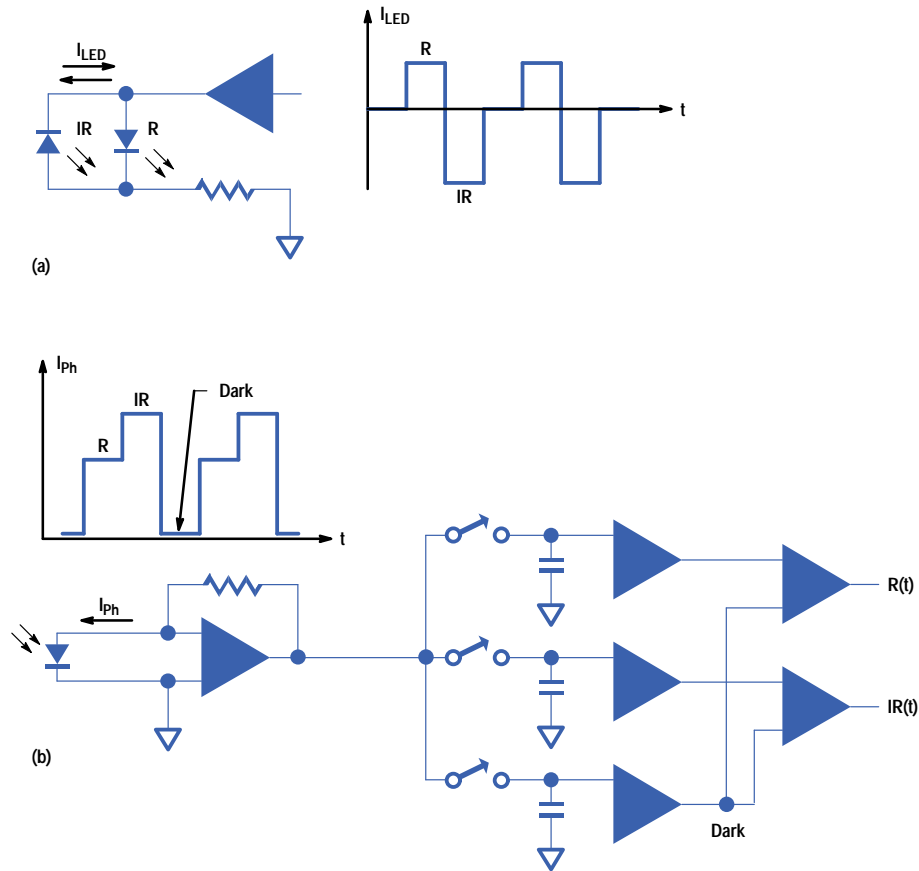 I_LED
IR
R
(a)
I_LED
R
t
IR
I_Ph
Dark
IR
R
t
I_Ph
(b)
R(t)
IR(t)
Dark